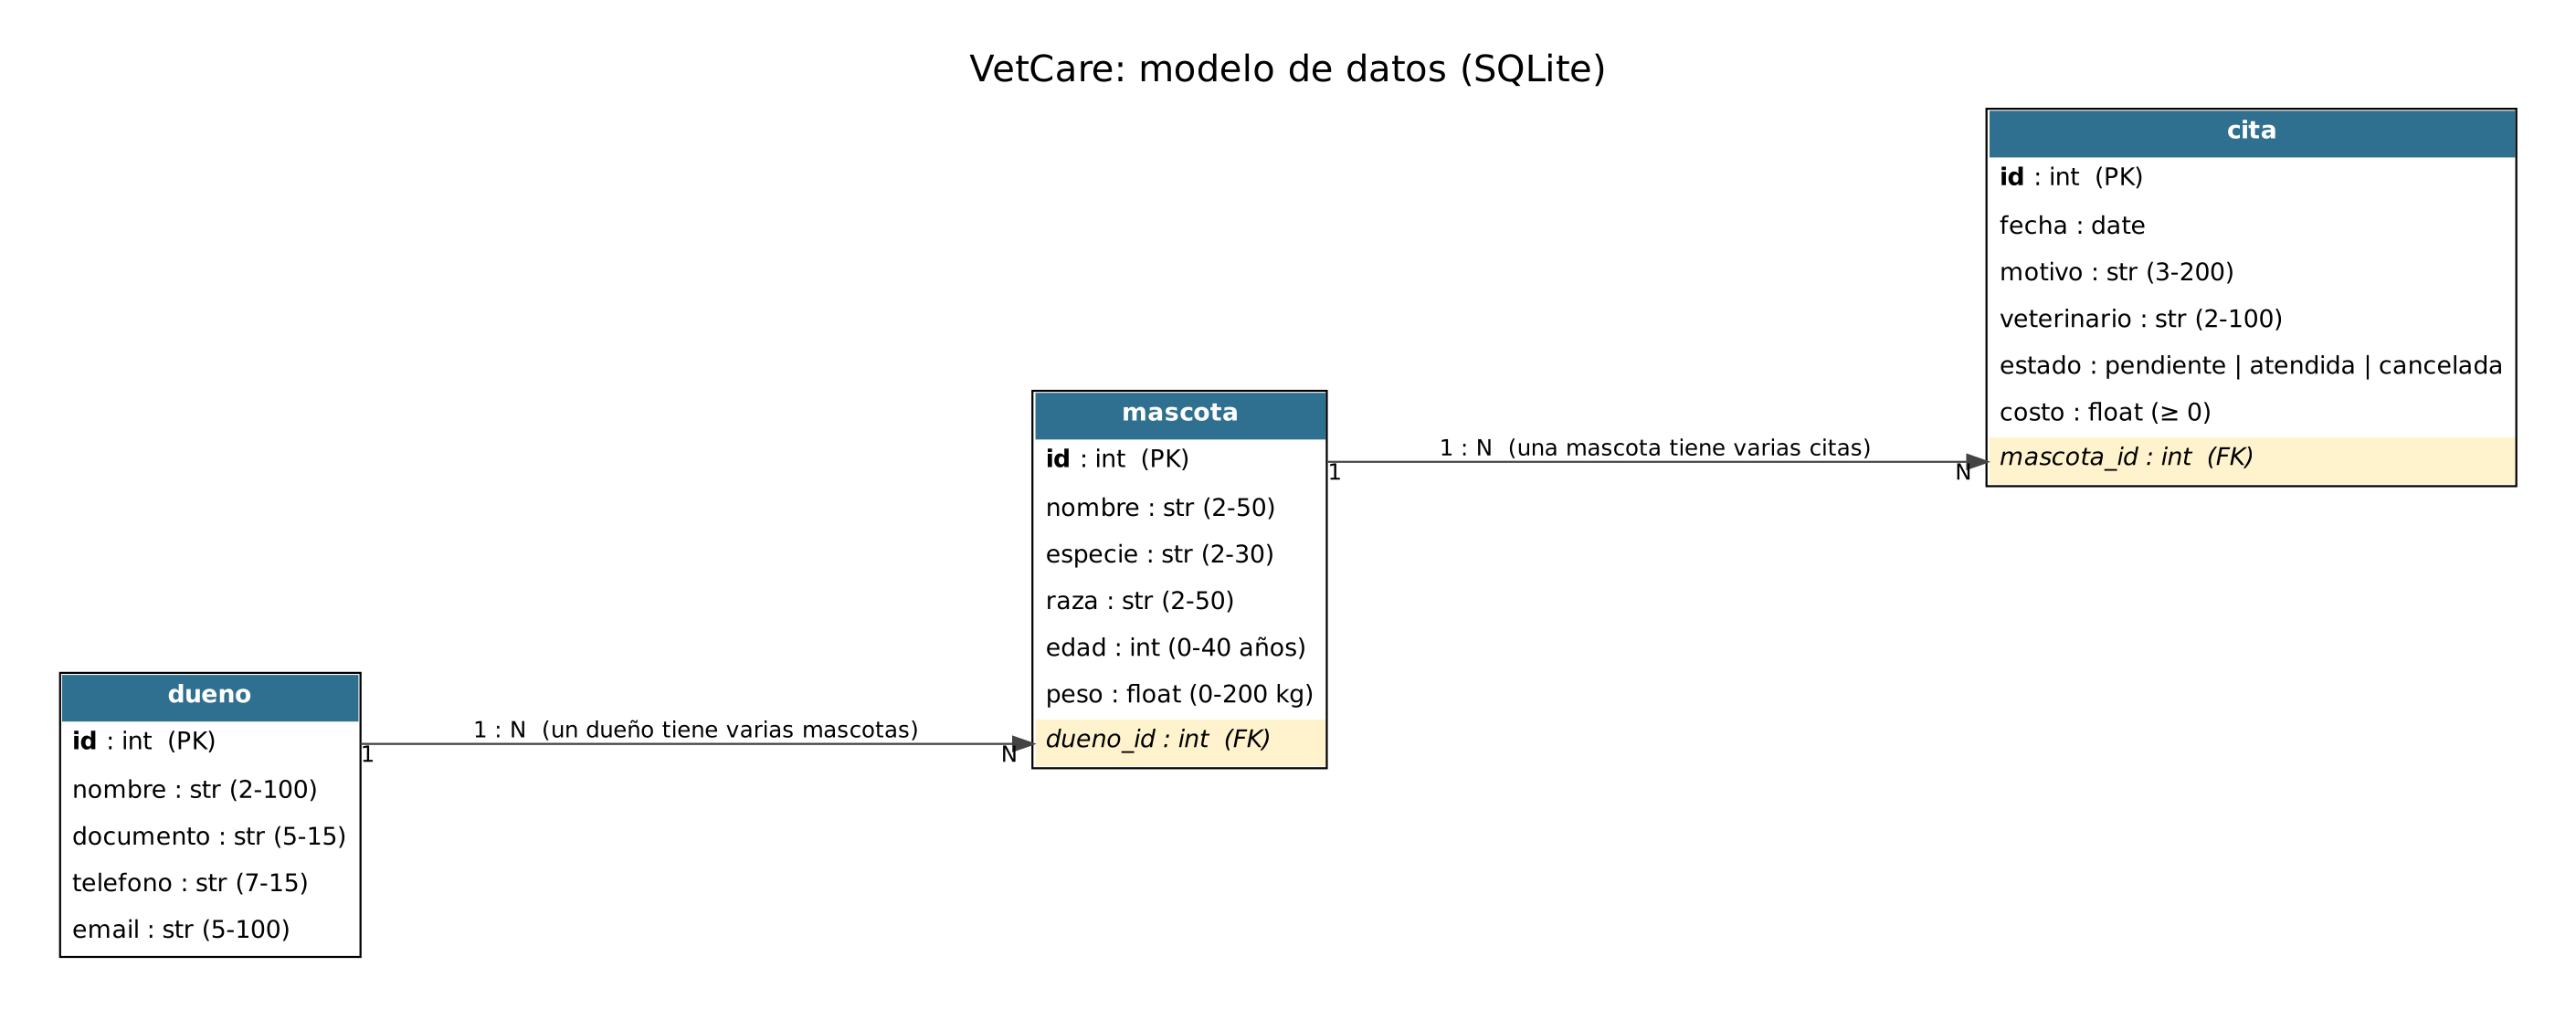 VetCare: modelo de datos (SQLite)
dueno
id : int (PK)
nombre : str (2-100)
documento : str (5-15)
telefono : str (7-15)
email : str (5-100)
1 : N (un dueño tiene varias mascotas)
1
N
mascota
id : int (PK)
nombre : str (2-50)
especie : str (2-30)
raza : str (2-50)
edad : int (0-40 años)
peso : float (0-200 kg)
dueno_id : int (FK)
1 : N (una mascota tiene varias citas)
1
N
cita
id : int (PK)
fecha : date
motivo : str (3-200)
veterinario : str (2-100)
estado : pendiente | atendida | cancelada
costo : float (≥ 0)
mascota_id : int (FK)